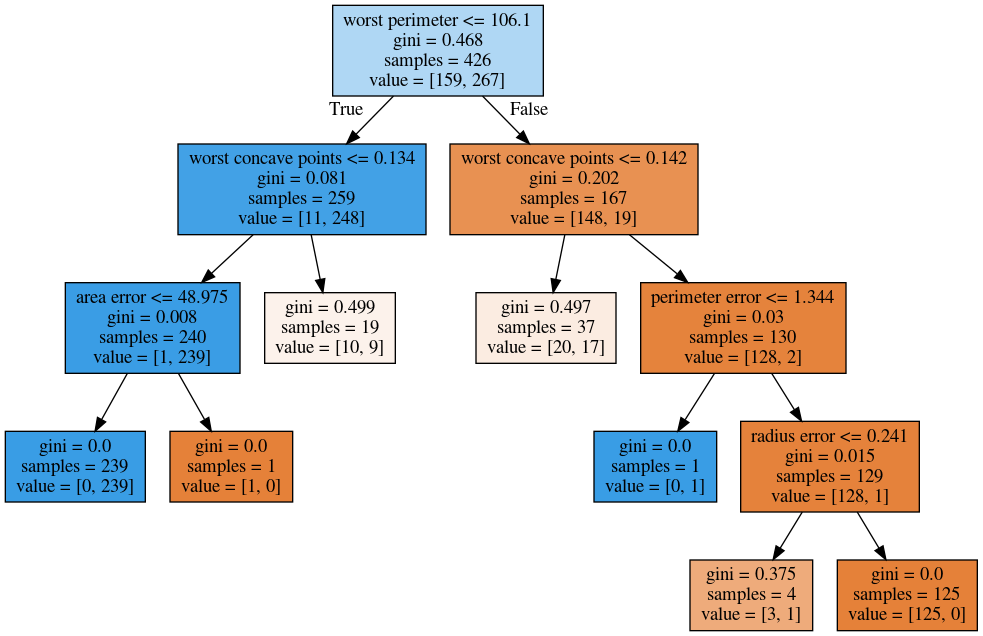 worst perimeter <= 106.1
gini = 0.468
samples = 426
value = [159, 267]
True
False
worst concave points <= 0.134
gini = 0.081
samples = 259
value = [11, 248]
worst concave points <= 0.142
gini = 0.202
samples = 167
value = [148, 19]
area error <= 48.975
gini = 0.008
samples = 240
value = [1, 239]
gini = 0.499
samples = 19
value = [10, 9]
gini = 0.497
samples = 37
value = [20, 17]
perimeter error <= 1.344
gini = 0.03
samples = 130
value = [128, 2]
gini = 0.0
samples = 239
value = [0, 239]
gini = 0.0
samples = 1
value = [1, 0]
gini = 0.0
samples = 1
value = [0, 1]
radius error <= 0.241
gini = 0.015
samples = 129
value = [128, 1]
gini = 0.375
samples = 4
value = [3, 1]
gini = 0.0
samples = 125
value = [125, 0]